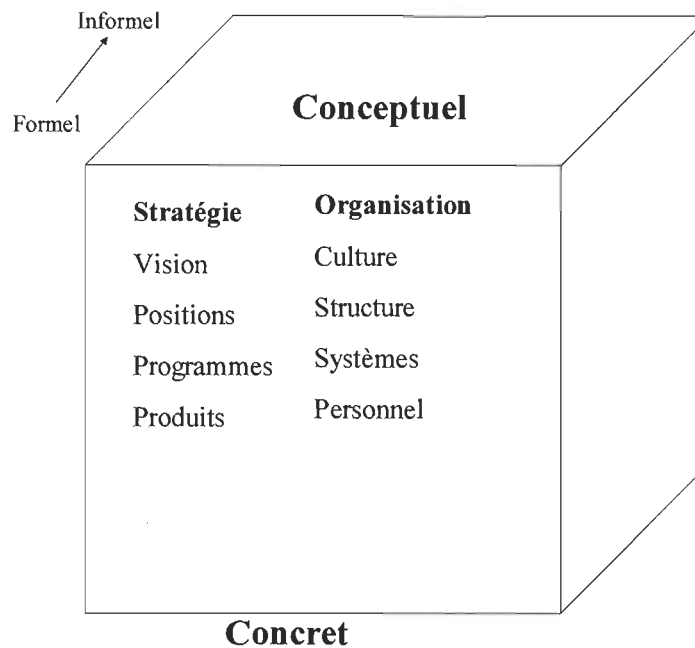 Informel
Formel
Conceptuel
Stratégie
Vision
Positions
Programmes
Produits
Organisation
Culture
Structure
Systèmes
Personnel
Concret